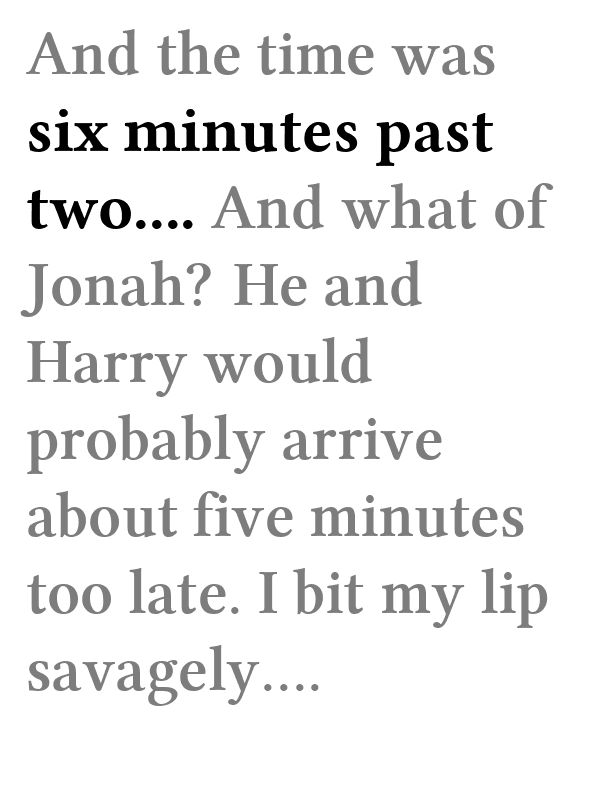 And the time was
six minutes past
two.... And what of
Jonah? He and
Harry would
probably arrive
about five minutes
too late. I bit my lip
savagely....